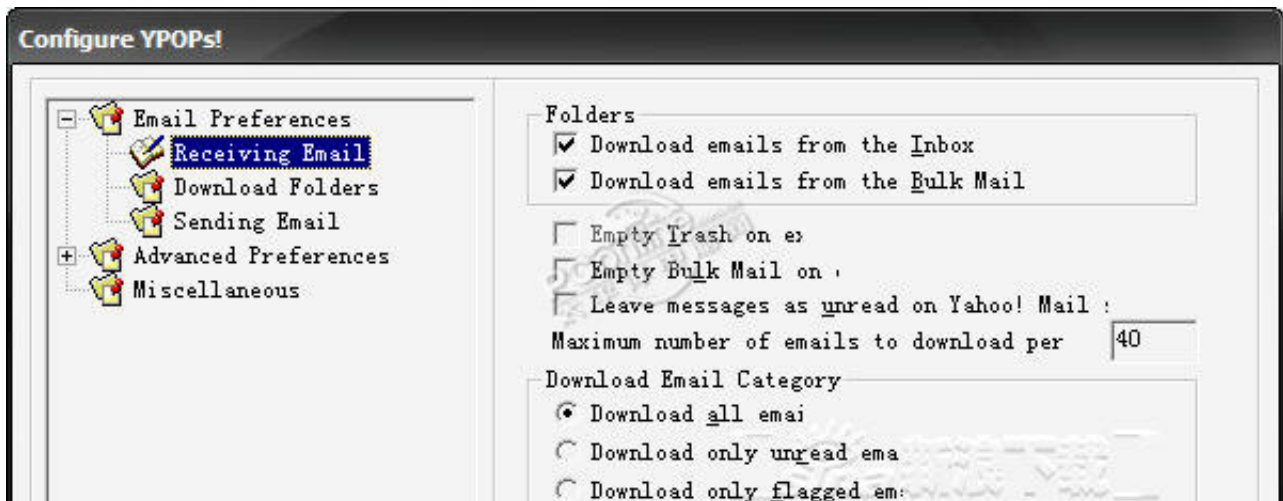 Configure YPOPs!
Email Preferences
Receiving Email
Download Folders
Sending Email
Advanced Preferences
Miscellaneous
Folders
Download emails from the Inbox
Download emails from the Bulk Mail
Empty Trash on
Empty Bulk Mail on
Leave messages as unread on Yahoo! Mail
Maximum number of emails to download per
40
Download Email Category
Download all emai
Download only unread ema
Download only flagged em